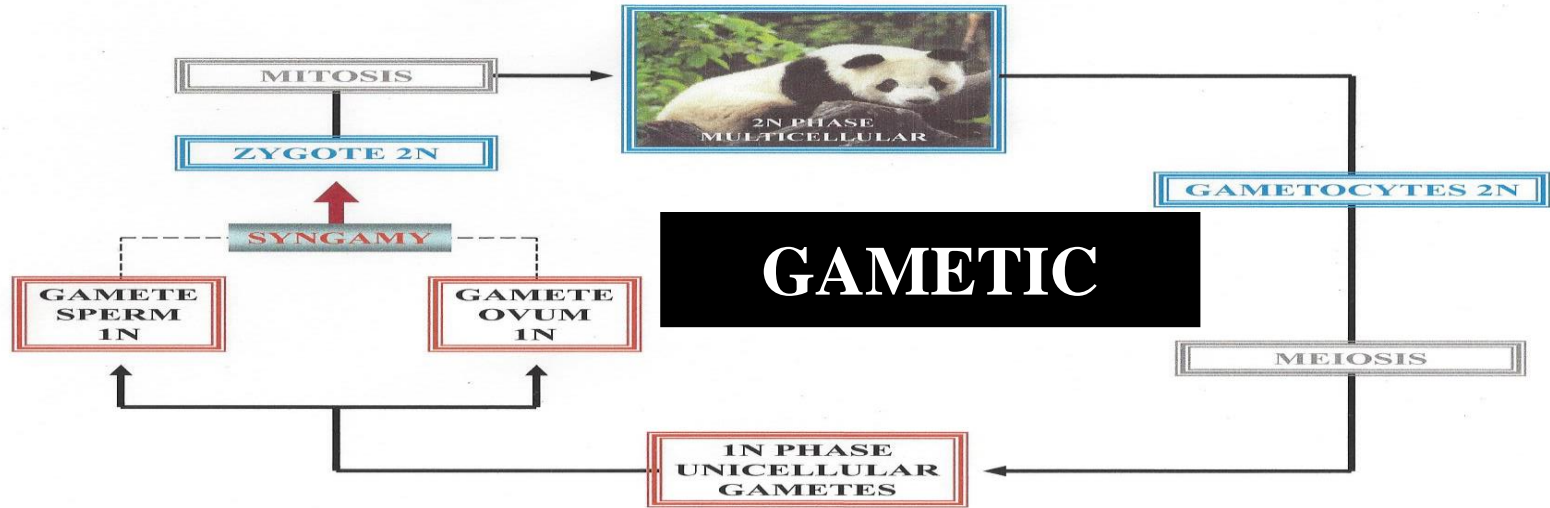 MITOSIS
2N PHASE
MULTICELLULAR
ZYGOTE 2N
GAMETOCYTES 2N
SYNGAMY
GAMETIC
GAMETE
SPERM
1N
GAMETE
OVUM
1N
MEIOSIS
1N PHASE
UNICELLULAR
GAMETES